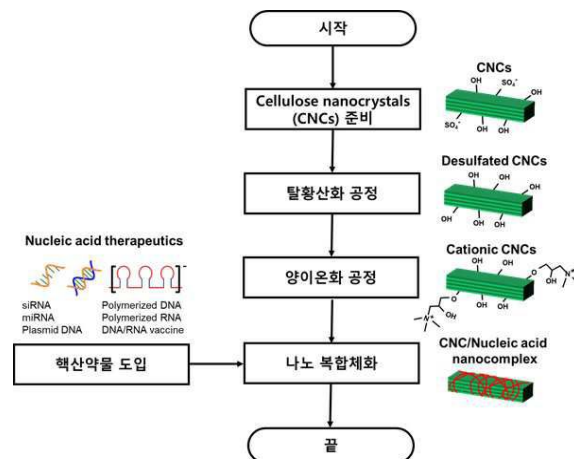 시작
CNCs
OH
SO₄⁻
OH
SO₄⁻
OH
OH
Cellulose nanocrystals
(CNCs) 준비
Desulfated CNCs
OH
OH
OH
OH
OH
OH
탈황산화 공정
Nucleic acid therapeutics
[ ]⁻
siRNA
miRNA
Plasmid DNA
Polymerized DNA
Polymerized RNA
DNA/RNA vaccine
Cationic CNCs
OH
OH
O
OH
N⁺
O
OH
OH
OH
N⁺
양이온화 공정
핵산약물 도입
나노 복합체화
CNC/Nucleic acid
nanocomplex
끝